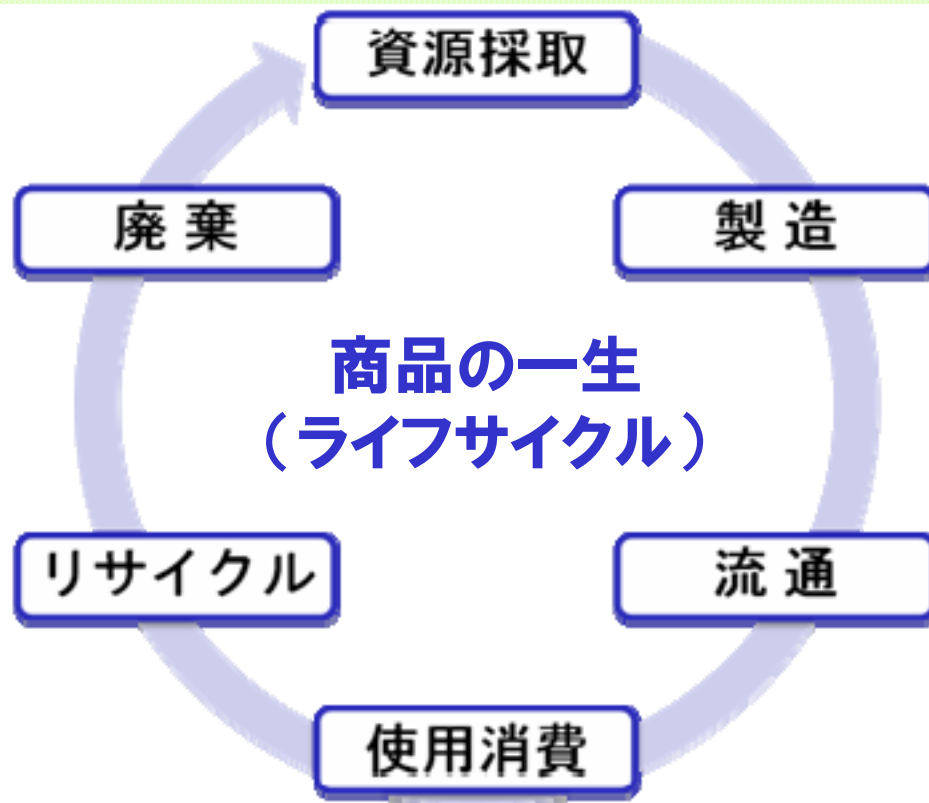 資源採取
製 造
流 通
使用消費
リサイクル
廃 棄
商品の一生
（ライフサイクル）